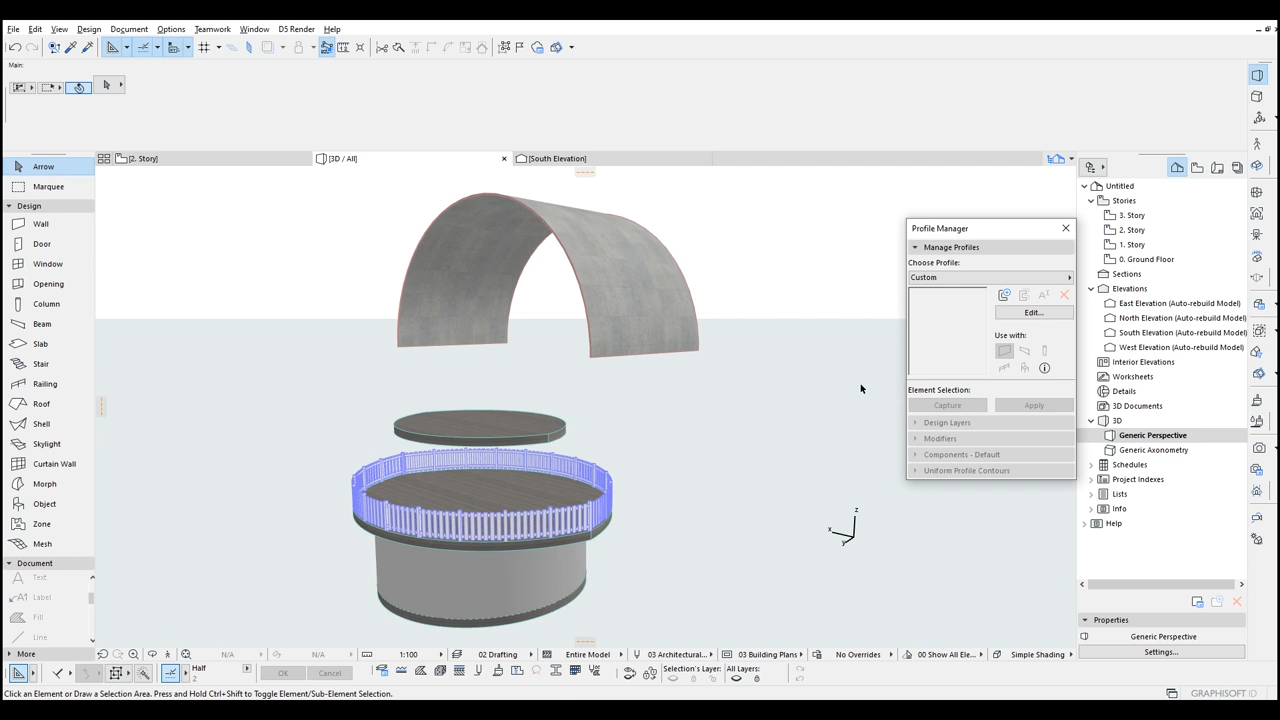 File Edit View Design Document Options Teamwork Window D5 Render Help
Main:
[2. Story]
[3D / All]
[South Elevation]
Arrow
Marquee
Design
Wall
Door
Window
Opening
Column
Beam
Slab
Stair
Railing
Roof
Shell
Skylight
Curtain Wall
Morph
Object
Zone
Mesh
Document
Text
Label
Fill
Line
More
Profile Manager
Manage Profiles
Choose Profile:
Custom
Edit...
Use with:
Element Selection:
Capture Apply
Design Layers
Modifiers
Components - Default
Uniform Profile Contours
z
x
y
Untitled
Stories
3. Story
2. Story
1. Story
0. Ground Floor
Sections
Elevations
East Elevation (Auto-rebuild Model)
North Elevation (Auto-rebuild Model)
South Elevation (Auto-rebuild Model)
West Elevation (Auto-rebuild Model)
Interior Elevations
Worksheets
Details
3D Documents
3D
Generic Perspective
Generic Axonometry
Schedules
Project Indexes
Lists
Info
Help
Properties
Generic Perspective
Settings...
N/A N/A 1:100 02 Drafting Entire Model 03 Architectural... 03 Building Plans No Overrides 00 Show All Ele... Simple Shading
Half
2
OK Cancel
Selection's Layer: All Layers:
Click an Element or Draw a Selection Area. Press and Hold Ctrl+Shift to Toggle Element/Sub-Element Selection.
GRAPHISOFT ID